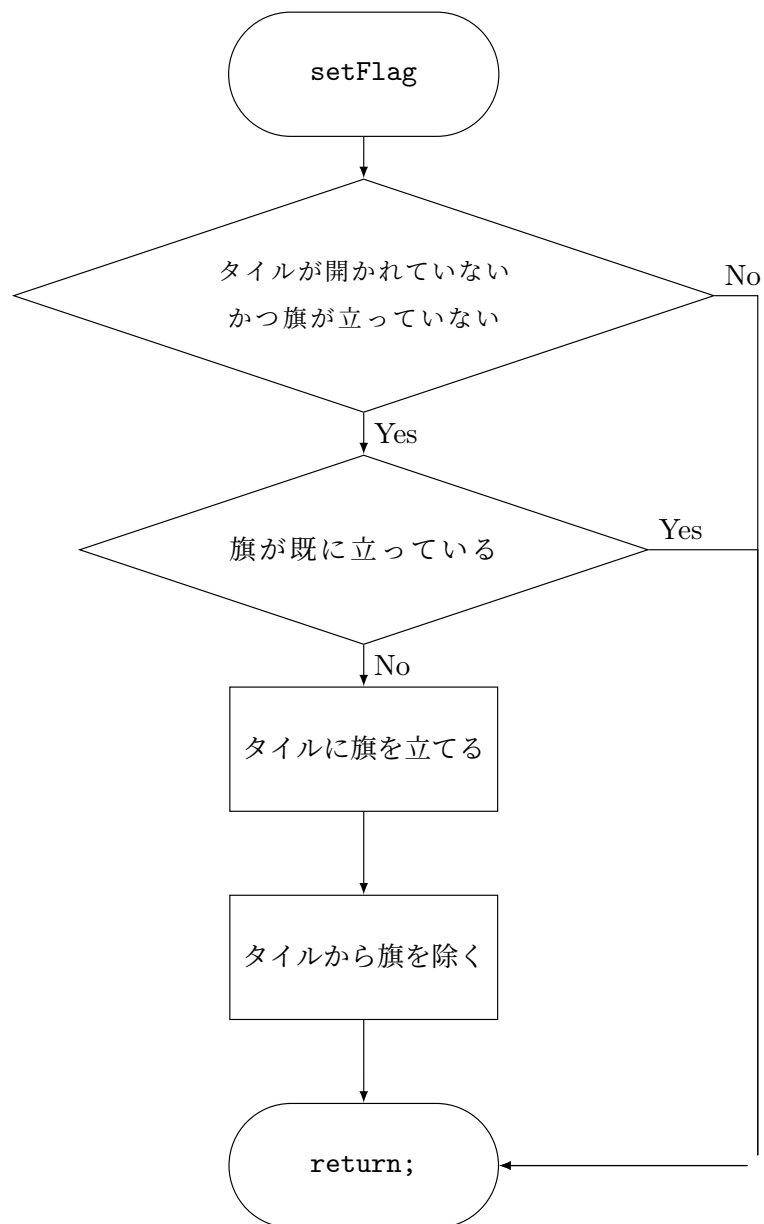 setFlag
タイルが開かれていない
かつ旗が立っていない
No
Yes
旗が既に立っている
Yes
No
タイルに旗を立てる
タイルから旗を除く
return;